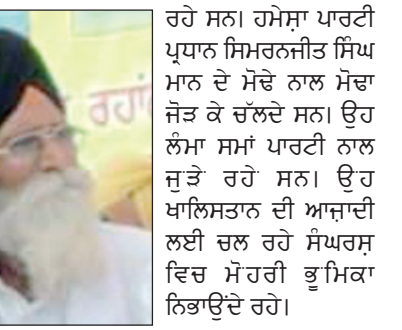 ਰਹੇ ਸਨ। ਹਮੇਸ਼ਾ ਪਾਰਟੀ
ਪ੍ਰਧਾਨ ਸਿਮਰਨਜੀਤ ਸਿੰਘ
ਮਾਨ ਦੇ ਮੋਢੇ ਨਾਲ ਮੋਢਾ
ਜੋੜ ਕੇ ਚੱਲਦੇ ਸਨ। ਉਹ
ਲੰਮਾ ਸਮਾਂ ਪਾਰਟੀ ਨਾਲ
ਜੁੜੇ ਰਹੇ ਸਨ। ਉਹ
ਖਾਲਿਸਤਾਨ ਦੀ ਆਜ਼ਾਦੀ
ਲਈ ਚਲ ਰਹੇ ਸੰਘਰਸ਼
ਵਿਚ ਮੋਹਰੀ ਭੂਮਿਕਾ
ਨਿਭਾਉਂਦੇ ਰਹੇ।